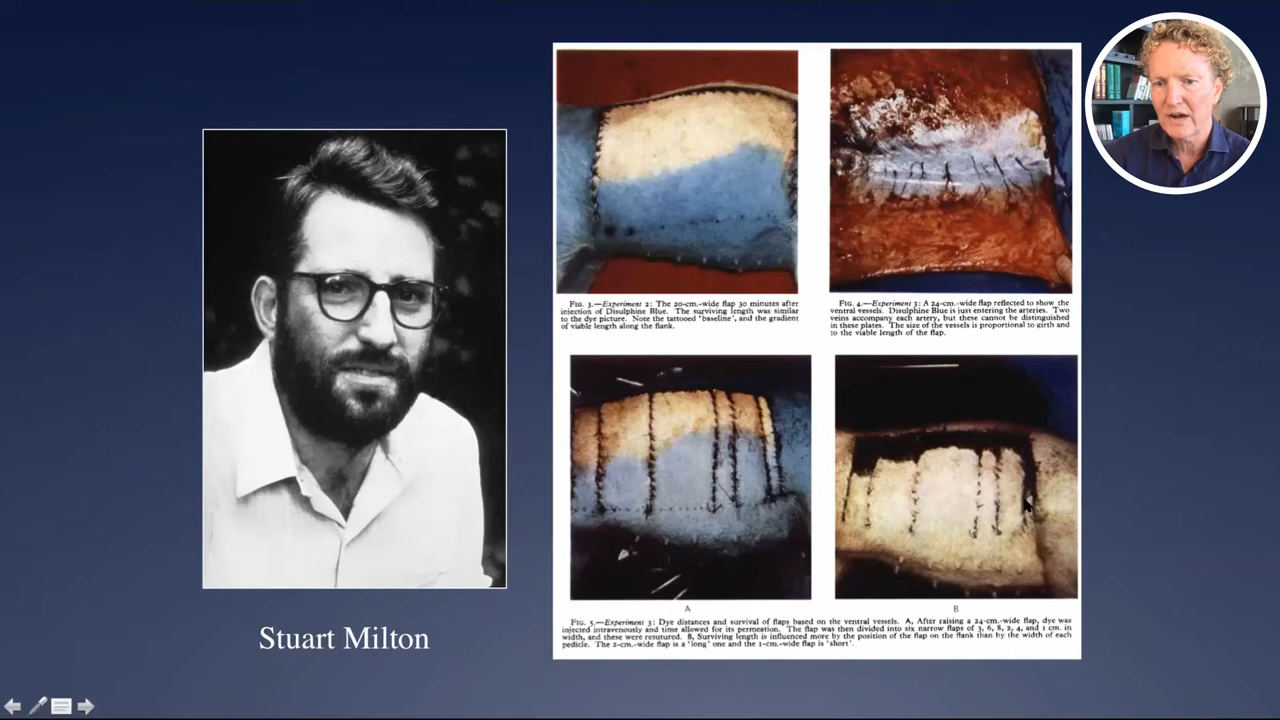 FIG. 3.—Experiment 2: The 20-cm.-wide flap 30 minutes after
injection of Disulphine Blue. The surviving length was similar
to the dye picture. Note the tattooed 'baseline', and the gradient
of viable length along the flank.
FIG. 4.—Experiment 3: A 24-cm.-wide flap reflected to show the
ventral vessels. Disulphine Blue is just entering the arteries. Two
veins accompany each artery, but these cannot be distinguished
in these plates. The size of the vessels is proportional to girth and
to the viable length of the flap.
A
B
FIG. 5.—Experiment 3: Dye distances and survival of flaps based on the ventral vessels. A, After raising a 24-cm.-wide flap, dye was
injected intravenously and time allowed for its permeation. The flap was then divided into six narrow flaps of 3, 6, 8, 2, 4, and 1 cm. in
width, and these were resutured. B, Surviving length is influenced more by the position of the flap on the flank than by the width of each
pedicle. The 2-cm.-wide flap is a 'long' one and the 1-cm.-wide flap is 'short'.
Stuart Milton